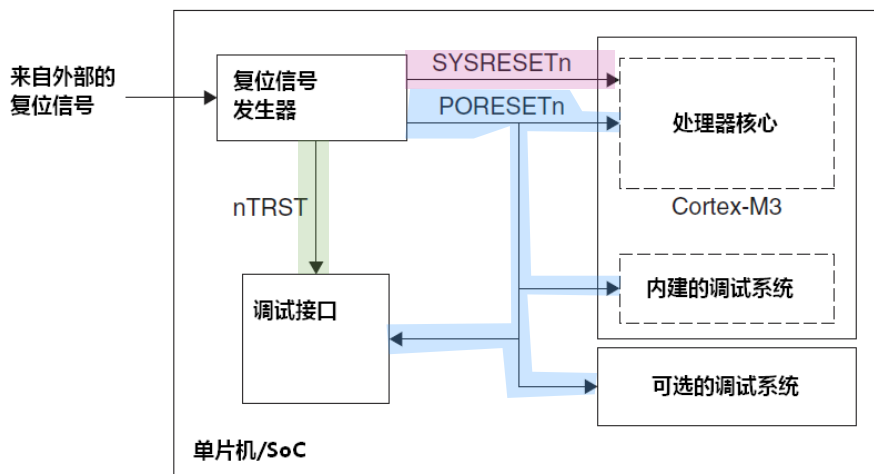 来自外部的
复位信号
复位信号
发生器
SYSRESETn
PORESETn
处理器核心
Cortex-M3
nTRST
调试接口
内建的调试系统
可选的调试系统
单片机/SoC